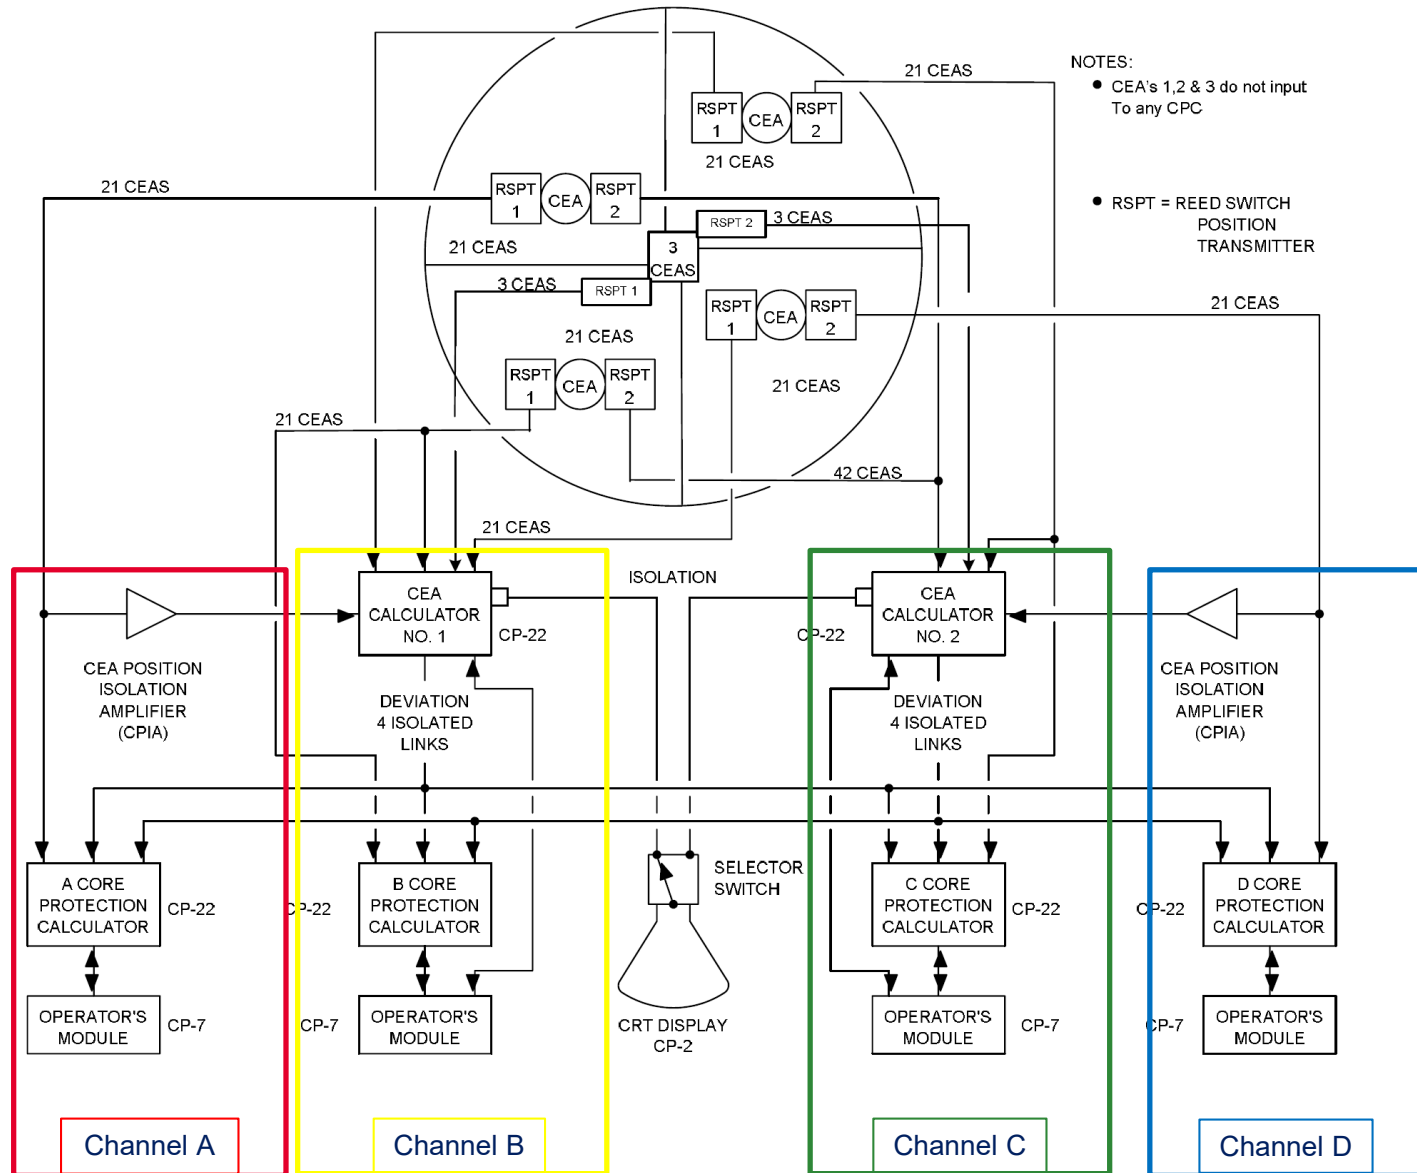 NOTES:
• CEA's 1,2 & 3 do not input
To any CPC
• RSPT = REED SWITCH
POSITION
TRANSMITTER
21 CEAS
RSPT
1
CEA
RSPT
2
21 CEAS
21 CEAS
RSPT
1
CEA
RSPT
2
RSPT 2
3 CEAS
21 CEAS
3
CEAS
3 CEAS
RSPT 1
RSPT
1
CEA
RSPT
2
21 CEAS
21 CEAS
RSPT
1
CEA
RSPT
2
21 CEAS
21 CEAS
42 CEAS
21 CEAS
ISOLATION
CEA
CALCULATOR
NO. 1
CP-22
CEA
CALCULATOR
NO. 2
CP-22
CEA POSITION
ISOLATION
AMPLIFIER
(CPIA)
DEVIATION
4 ISOLATED
LINKS
DEVIATION
4 ISOLATED
LINKS
CEA POSITION
ISOLATION
AMPLIFIER
(CPIA)
A CORE
PROTECTION
CALCULATOR
CP-22
CP-22
B CORE
PROTECTION
CALCULATOR
SELECTOR
SWITCH
C CORE
PROTECTION
CALCULATOR
CP-22
CP-22
D CORE
PROTECTION
CALCULATOR
OPERATOR'S
MODULE
CP-7
CP-7
OPERATOR'S
MODULE
CRT DISPLAY
CP-2
OPERATOR'S
MODULE
CP-7
CP-7
OPERATOR'S
MODULE
Channel A
Channel B
Channel C
Channel D